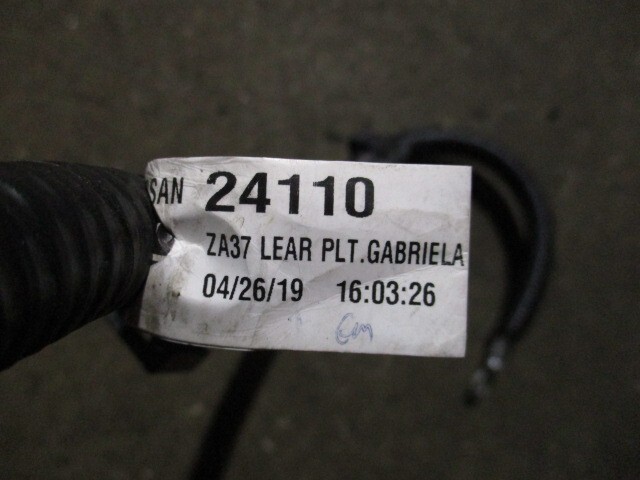 SAN 24110
ZA37 LEAR PLT.GABRIELA
04/26/19 16:03:26